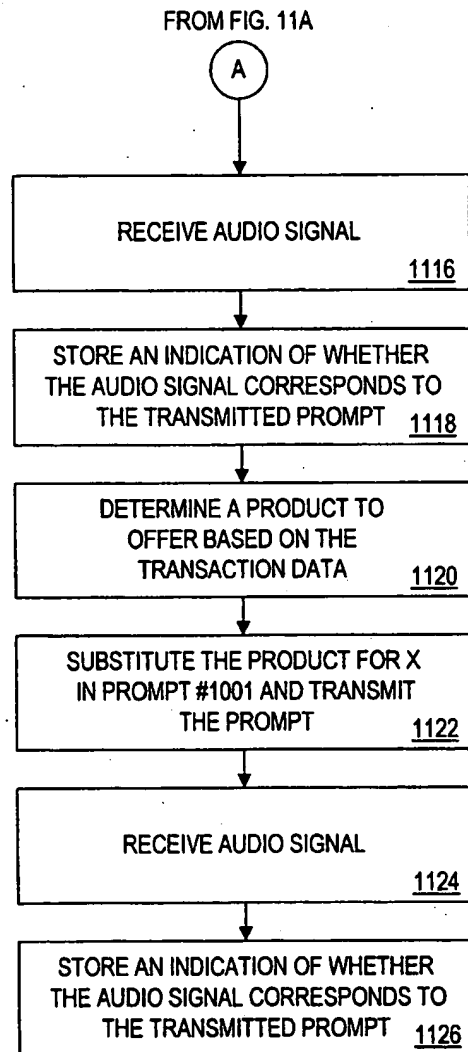 FROM FIG. 11A
A
RECEIVE AUDIO SIGNAL
1116
STORE AN INDICATION OF WHETHER
THE AUDIO SIGNAL CORRESPONDS TO
THE TRANSMITTED PROMPT
1118
DETERMINE A PRODUCT TO
OFFER BASED ON THE
TRANSACTION DATA
1120
SUBSTITUTE THE PRODUCT FOR X
IN PROMPT #1001 AND TRANSMIT
THE PROMPT
1122
RECEIVE AUDIO SIGNAL
1124
STORE AN INDICATION OF WHETHER
THE AUDIO SIGNAL CORRESPONDS TO
THE TRANSMITTED PROMPT
1126